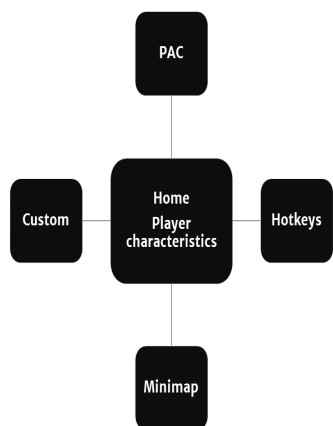 PAC
Custom
Home
Player
characteristics
Hotkeys
Minimap